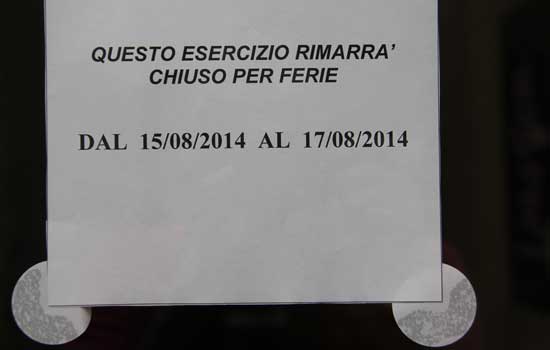 QUESTO ESERCIZIO RIMARRA'
CHIUSO PER FERIE
DAL 15/08/2014 AL 17/08/2014